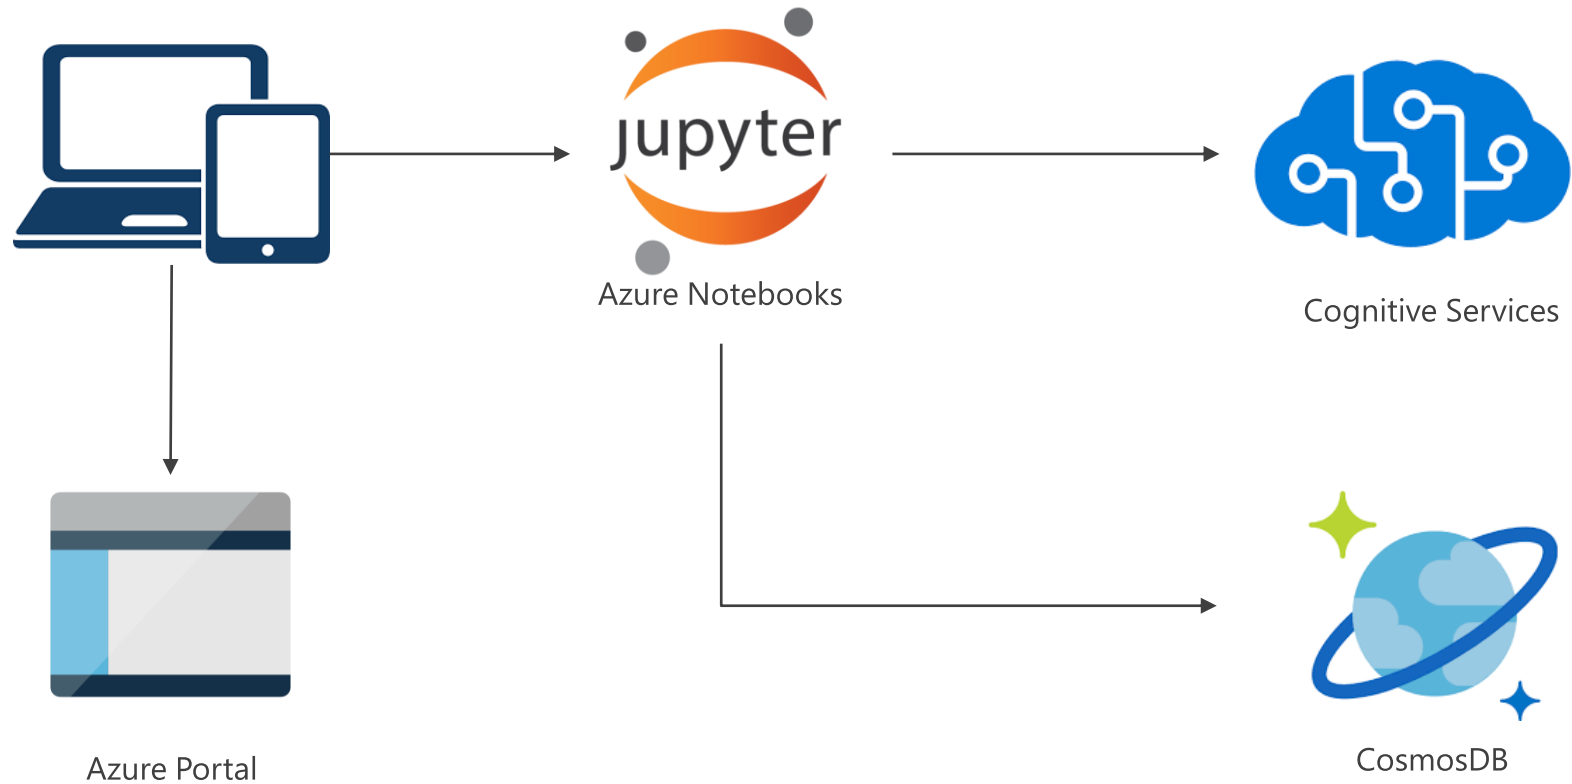 jupyter
Azure Notebooks
Cognitive Services
Azure Portal
CosmosDB